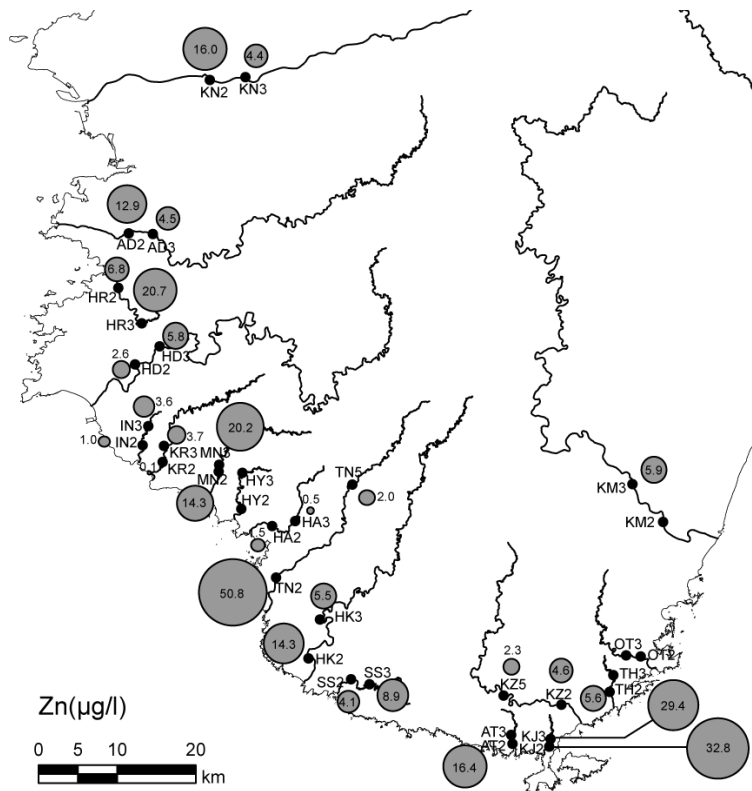 16.0
4.4
KN2
KN3
12.9
4.5
AD2
AD3
6.8
HR2
20.7
HR3
5.8
HD3
2.6
HD2
3.6
IN3
1.0
IN2
3.7
KR3
0.1
KR2
20.2
MN3
MN2
14.3
HY3
HY2
TN5
2.0
0.5
HA3
HA2
1.5
TN2
50.8
5.5
HK3
14.3
HK2
SS3
SS2
8.9
4.1
5.9
KM3
KM2
OT3
OT2
TH3
TH2
2.3
4.6
5.6
KZ5
KZ2
29.4
AT3
AT2
KJ3
KJ2
32.8
16.4
Zn(µg/l)
0 10 20
km